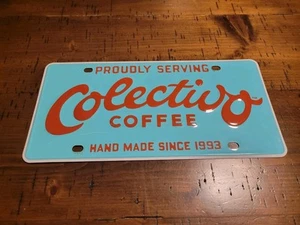 PROUDLY SERVING
Colectivo
COFFEE
HAND MADE SINCE 1993